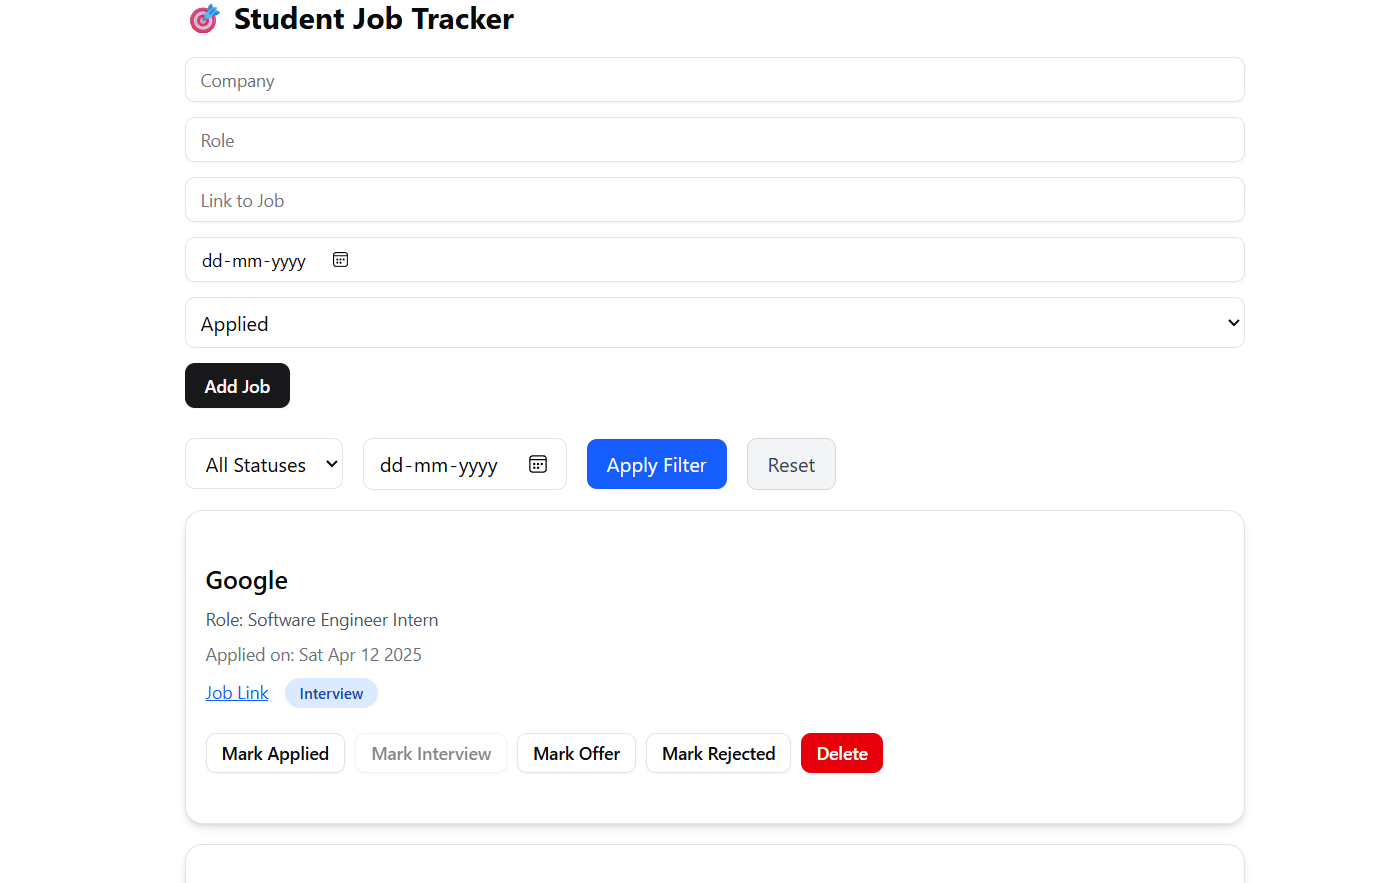 Student Job Tracker
Company
Role
Link to Job
dd-mm-yyyy
Applied
Add Job
All Statuses dd-mm-yyyy Apply Filter Reset
Google
Role: Software Engineer Intern
Applied on: Sat Apr 12 2025
Job Link Interview
Mark Applied Mark Interview Mark Offer Mark Rejected Delete